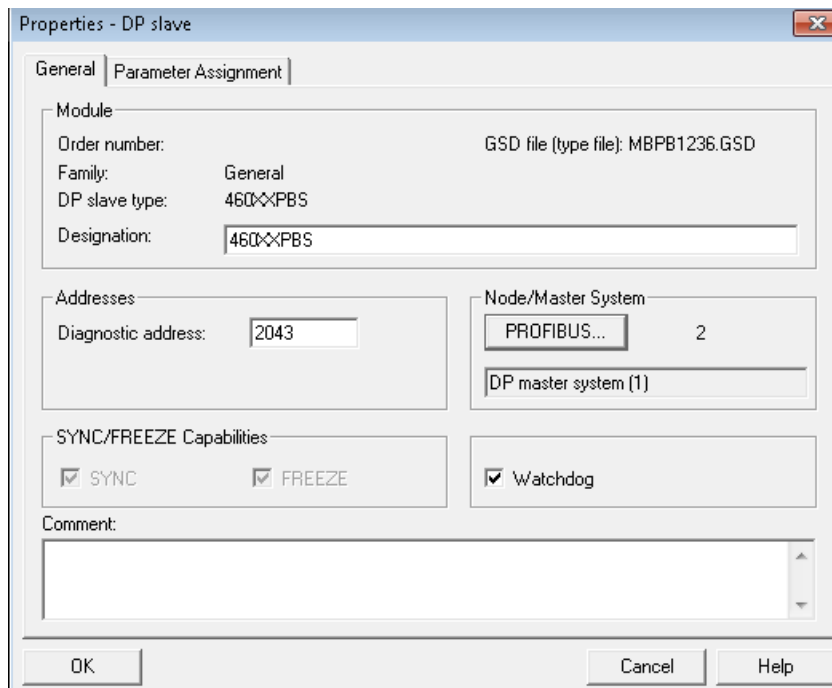 Properties - DP slave
General
Parameter Assignment
Module
Order number:
GSD file (type file): MBPB1236.GSD
Family:
General
DP slave type:
460XXPBS
Designation:
460XXPBS
Addresses
Diagnostic address:
2043
Node/Master System
PROFIBUS...
2
DP master system (1)
SYNC/FREEZE Capabilities
SYNC
FREEZE
Watchdog
Comment:
OK
Cancel
Help